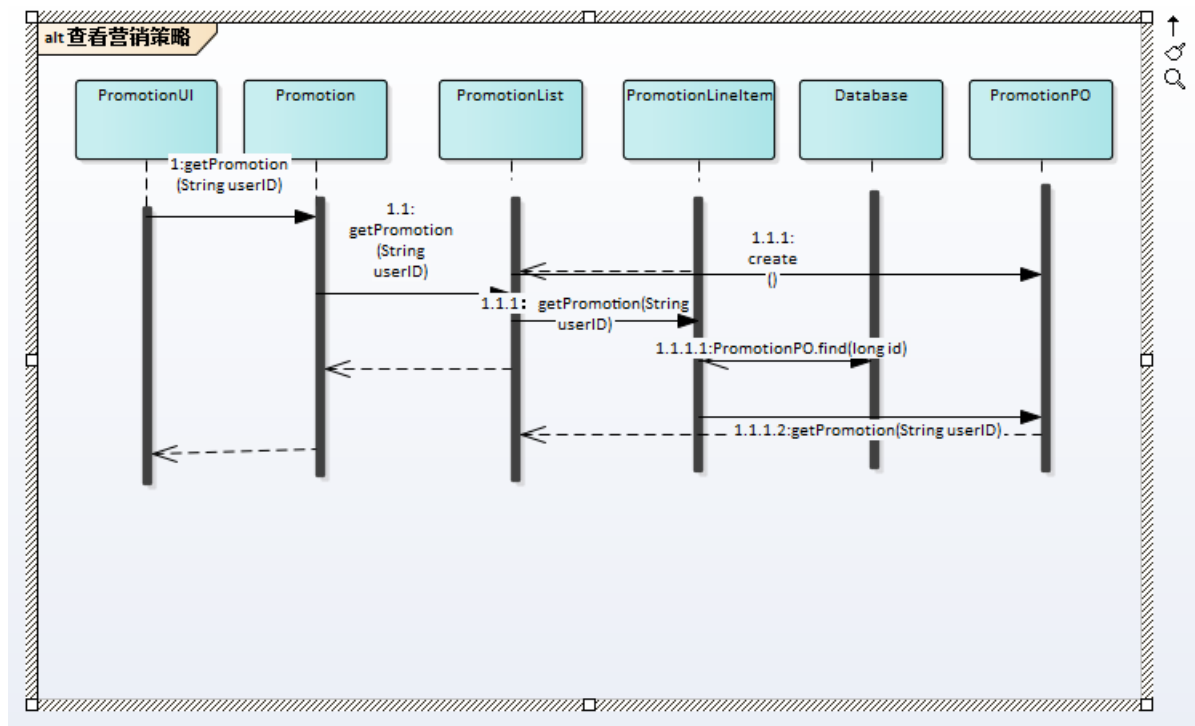 alt 查看营销策略
PromotionUI
Promotion
PromotionList
PromotionLineItem
Database
PromotionPO
1:getPromotion
(String userID)
1.1:
getPromotion
(String
userID)
1.1.1:
create
()
1.1.1： getPromotion(String
userID)
1.1.1.1:PromotionPO.find(long id)
1.1.1.2:getPromotion(String userID)